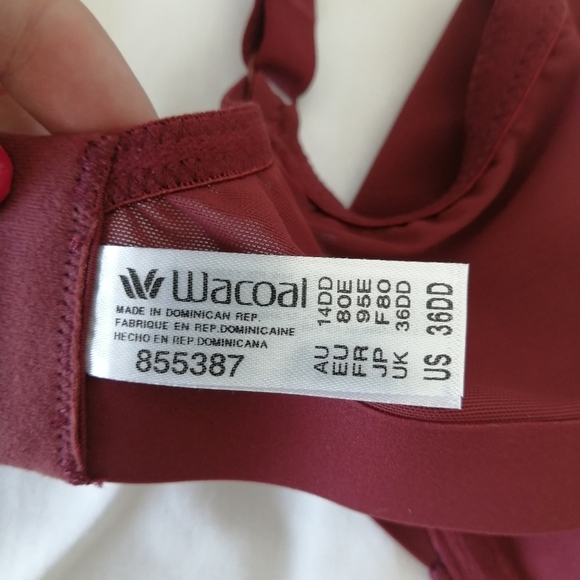 Wacoal
MADE IN DOMINICAN REP.
FABRIQUE EN REP.DOMINICAINE
HECHO EN REP.DOMINICANA
855387
AU 14DD
EU 80E
FR 95E
JP F80
UK 36DD
US 36DD